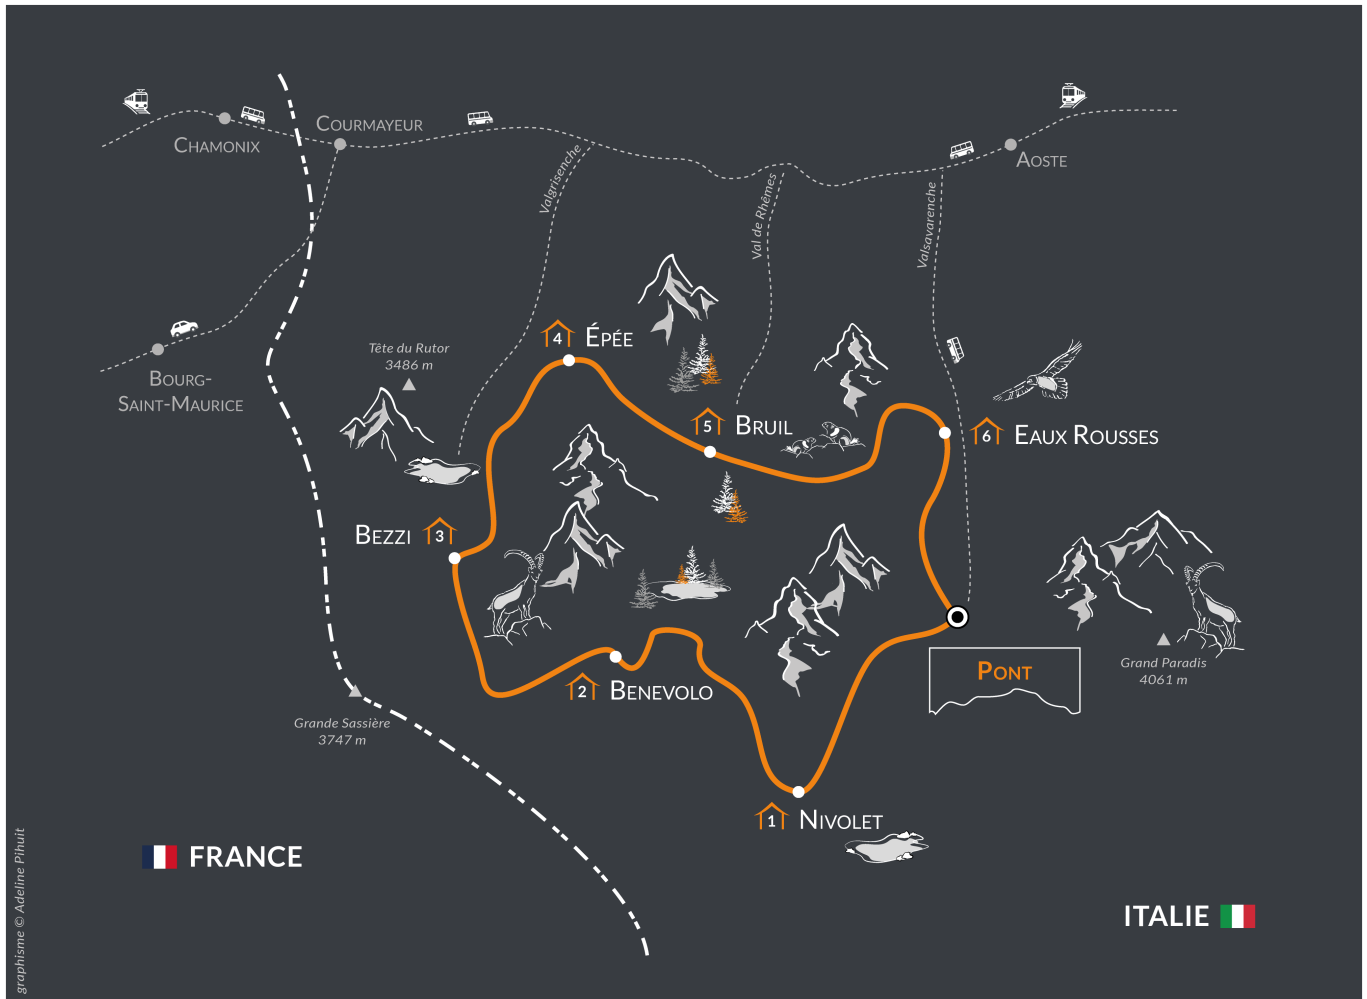 COURMAYEUR
CHAMONIX
AOSTE
Valgrisenche
Val de Rhêmes
Valsavarenche
BOURG-
SAINT-MAURICE
Tête du Rutor
3486 m
4 ÉPÉE
5 BRUIL
6 EAUX ROUSSES
BEZZI 3
2 BENEVOLO
PONT
Grand Paradis
4061 m
Grande Sassière
3747 m
1 NIVOLET
FRANCE
ITALIE
graphisme © Adeline Pihuit